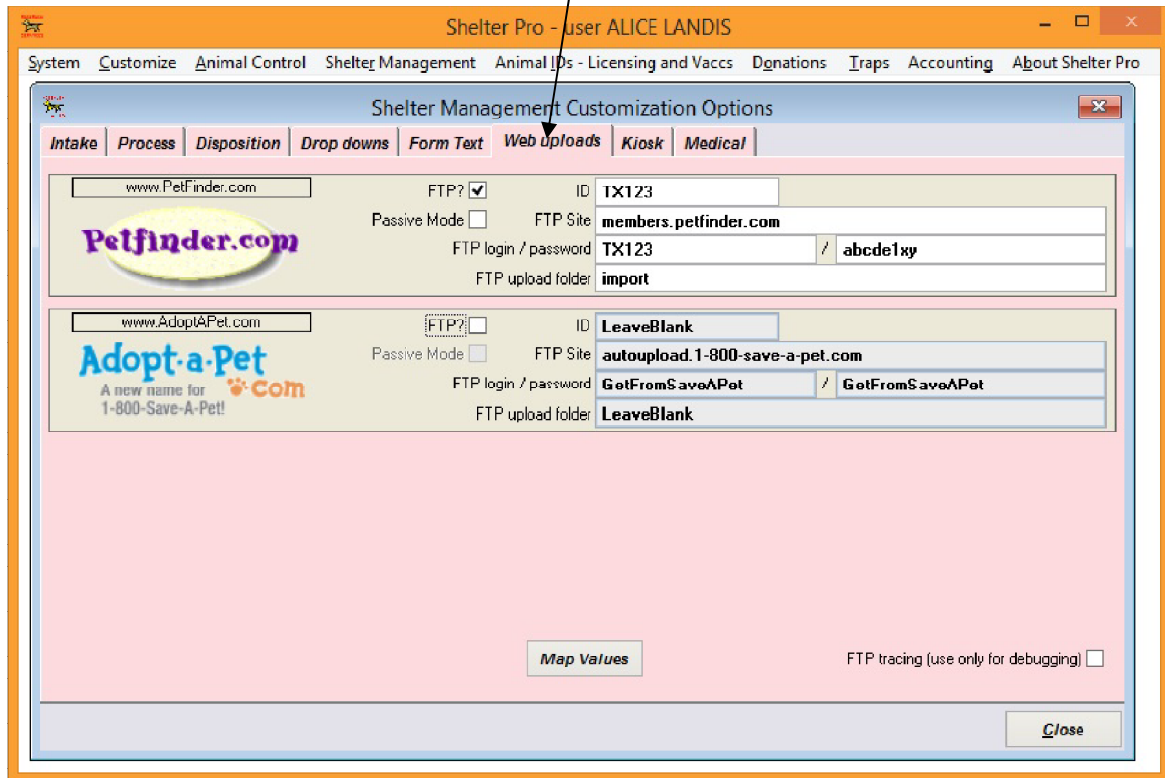 Shelter Pro - user ALICE LANDIS
System Customize Animal Control Shelter Management Animal IDs - Licensing and Vaccs Donations Traps Accounting About Shelter Pro
Shelter Management Customization Options
Intake Process Disposition Drop downs Form Text Web uploads Kiosk Medical
www.PetFinder.com FTP? ID TX123
Petfinder.com
Passive Mode FTP Site members.petfinder.com
FTP login / password TX123 / abcde1xy
FTP upload folder import
www.AdoptAPet.com FTP? ID LeaveBlank
Adopt-a-Pet
.com
A new name for
1-800-Save-A-Pet!
Passive Mode FTP Site autoupload.1-800-save-a-pet.com
FTP login / password GetFromSaveAPet / GetFromSaveAPet
FTP upload folder LeaveBlank
Map Values FTP tracing (use only for debugging)
Close